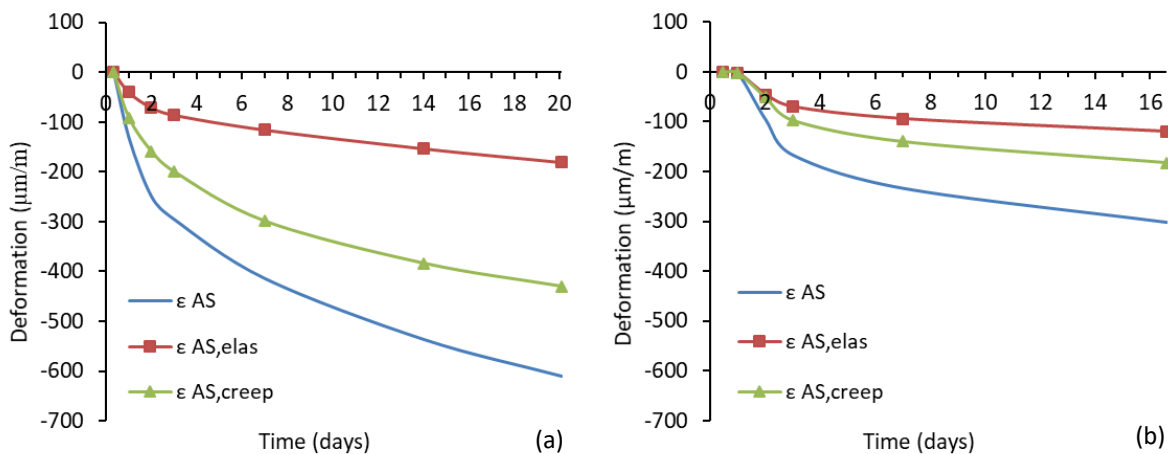 100
0
-100
-200
-300
-400
-500
-600
-700
Deformation (µm/m)
0 2 4 6 8 10 12 14 16 18 20
ε AS
ε AS,elas
ε AS,creep
Time (days)
(a)
100
0
-100
-200
-300
-400
-500
-600
-700
Deformation (µm/m)
0 2 4 6 8 10 12 14 16
ε AS
ε AS,elas
ε AS,creep
Time (days)
(b)